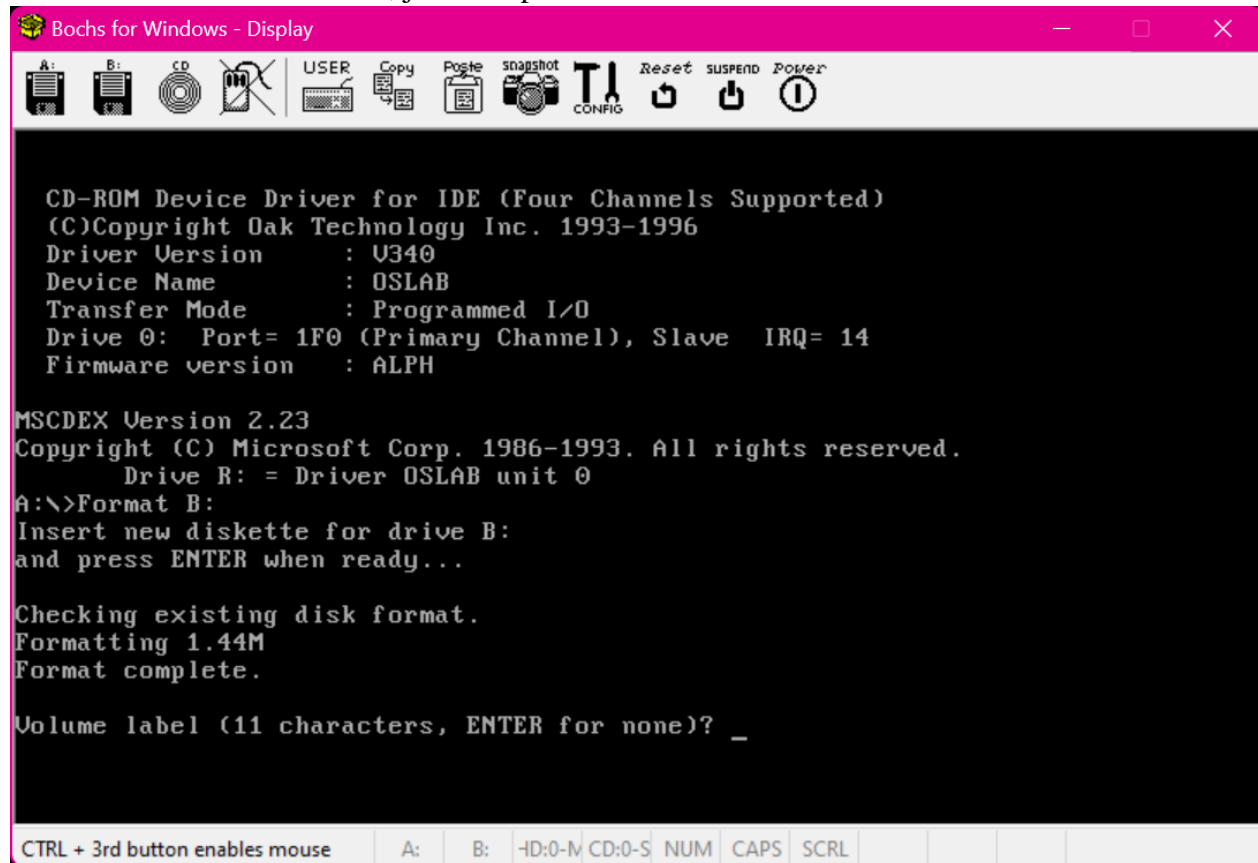 Bochs for Windows - Display
A: B: CD USER Copy Poste snapshot CONFIG Reset SUSPEND Power
CD-ROM Device Driver for IDE (Four Channels Supported)
(C)Copyright Oak Technology Inc. 1993-1996
Driver Version : V340
Device Name : OSLAB
Transfer Mode : Programmed I/O
Drive 0: Port= 1F0 (Primary Channel), Slave IRQ= 14
Firmware version : ALPH
MSCDEX Version 2.23
Copyright (C) Microsoft Corp. 1986-1993. All rights reserved.
Drive R: = Driver OSLAB unit 0
A:\>Format B:
Insert new diskette for drive B:
and press ENTER when ready...
Checking existing disk format.
Formatting 1.44M
Format complete.
Volume label (11 characters, ENTER for none)? _
CTRL + 3rd button enables mouse A: B: HD:0-M CD:0-S NUM CAPS SCRL